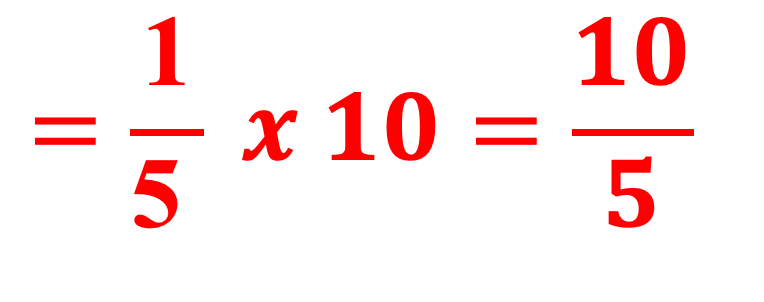 = 1/5 x 10 = 10/5